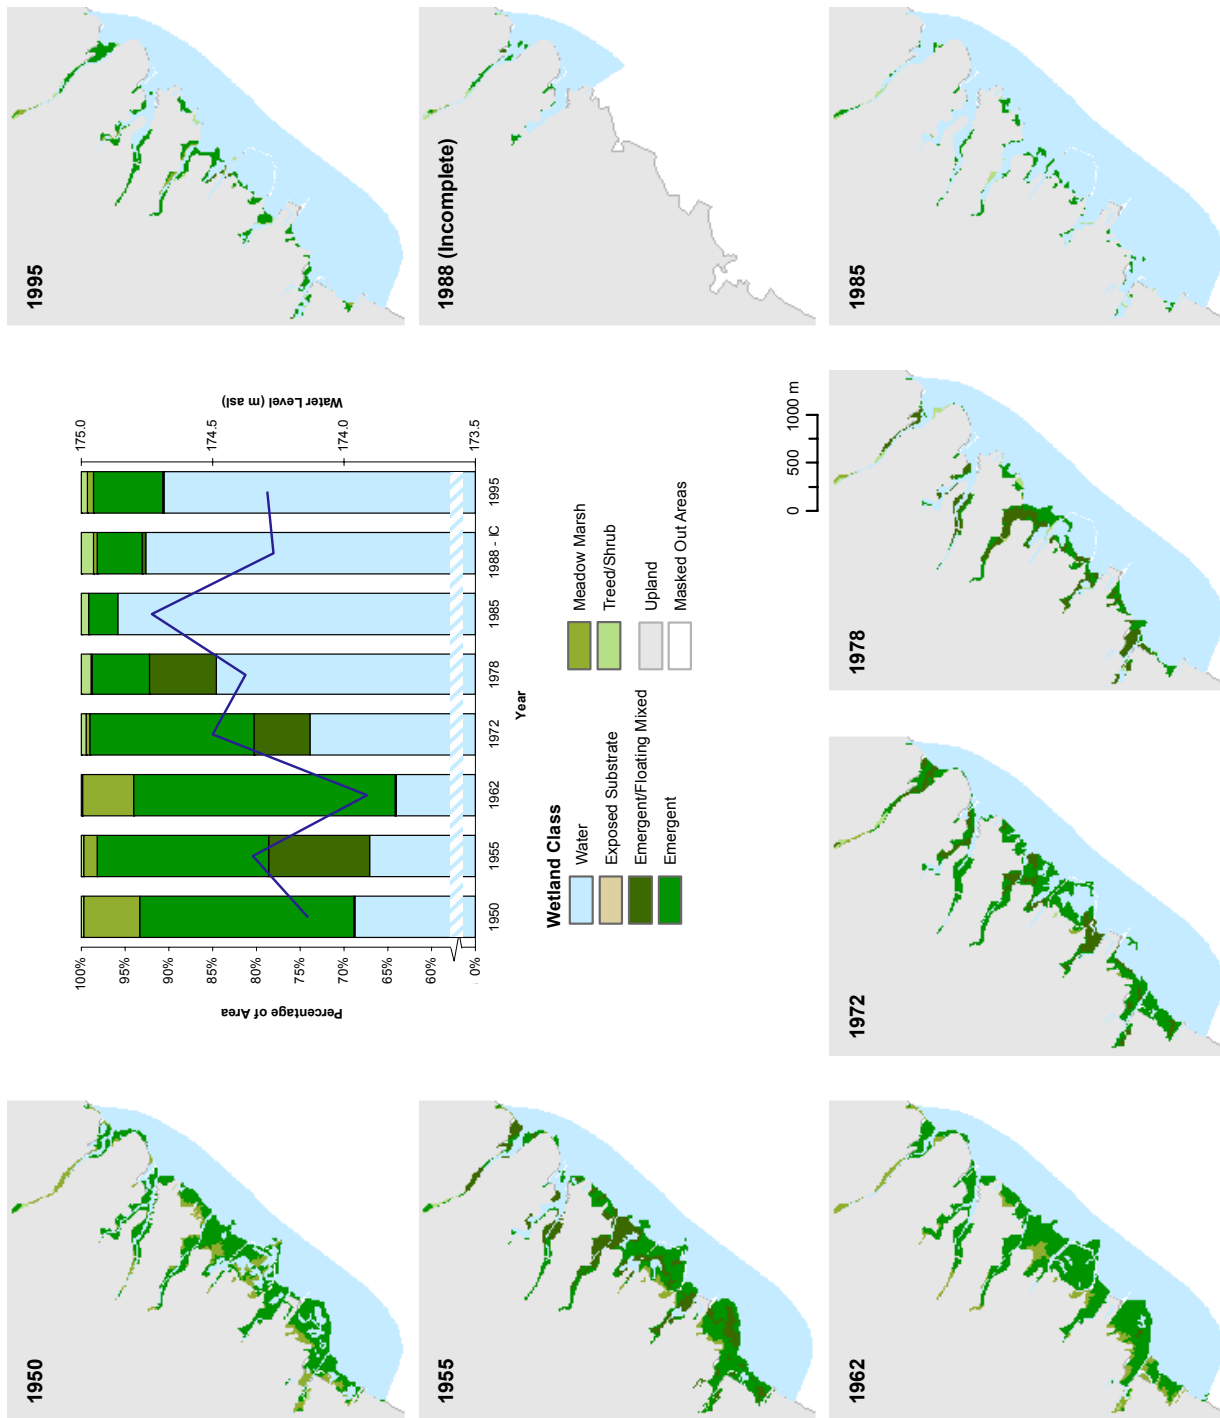 1995
1988 (Incomplete)
1985
Water Level (m asl)
175.0
174.5
174.0
173.5
100%
95%
90%
85%
80%
75%
70%
65%
60%
0%
Percentage of Area
1950
1955
1962
1972
1978
1985
1988 - IC
1995
Year
Wetland Class
Water
Exposed Substrate
Emergent/Floating Mixed
Emergent
Meadow Marsh
Treed/Shrub
Upland
Masked Out Areas
0 500 1000 m
1978
1972
1950
1955
1962